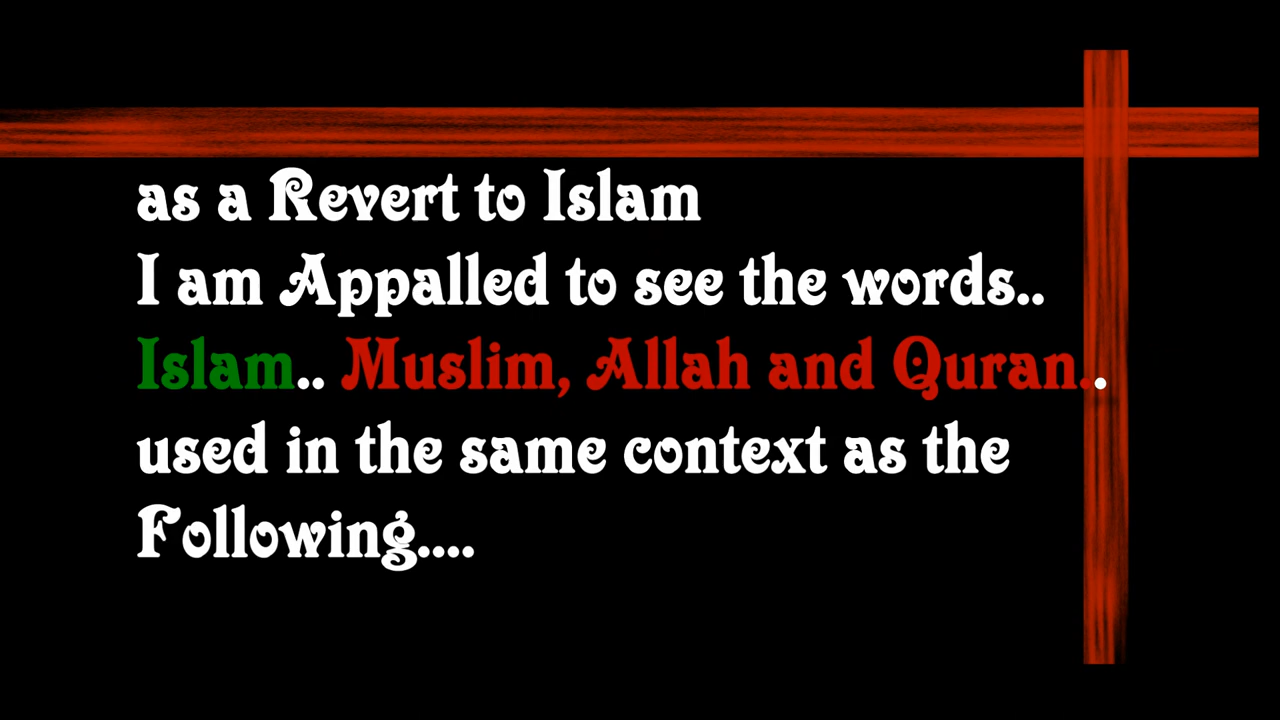 as a Revert to Islam
I am Appalled to see the words..
Islam.. Muslim, Allah and Quran..
used in the same context as the
Following....